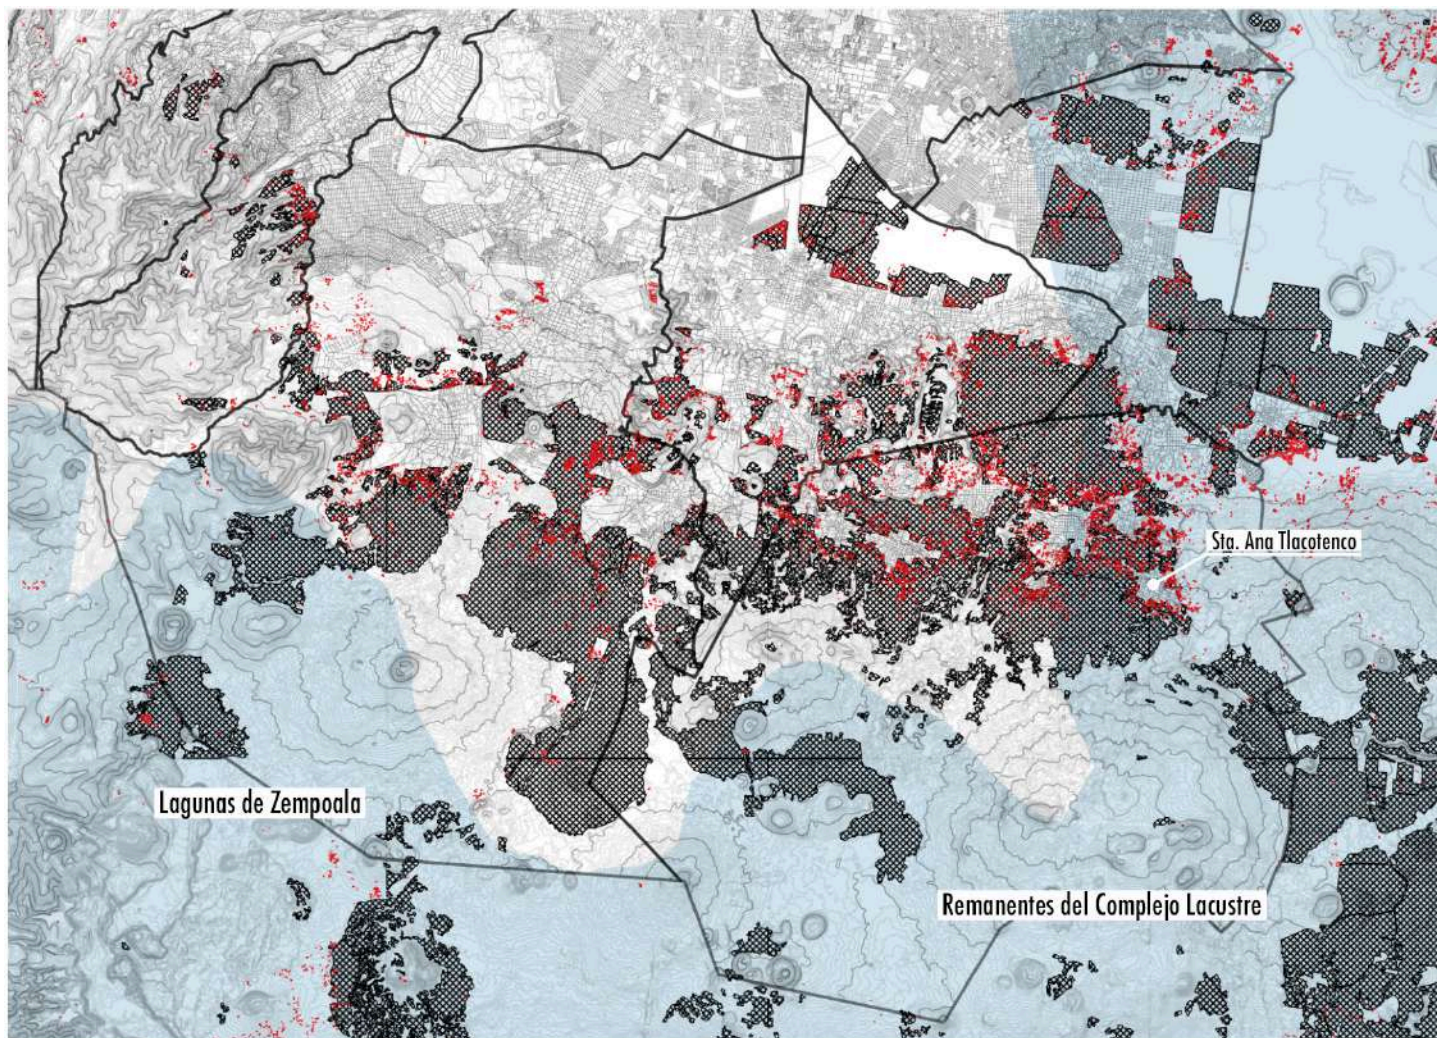 Sta. Ana Tlacotenco
Lagunas de Zempoala
Remanentes del Complejo Lacustre